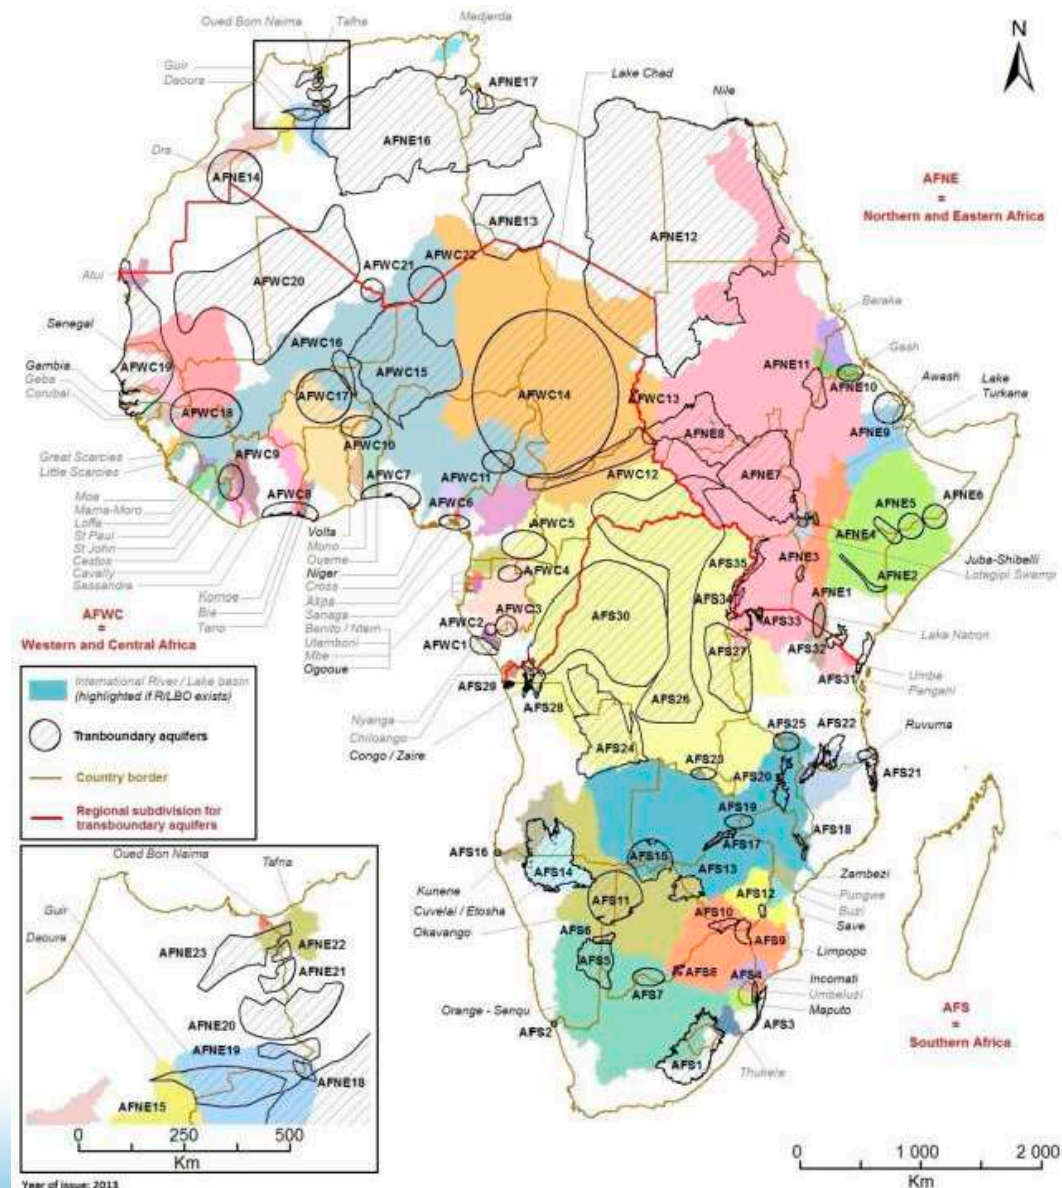 Oued Bon Naima
Tafna
Medjerda
N
Guir
Daoura
AFNE17
Lake Chad
Nile
AFNE16
Dra
AFNE14
AFNE
=
Northern and Eastern Africa
AFNE13
AFNE12
AFWC22
AFWC21
AFWC20
Atui
Baraka
Senegal
AFWC16
Gash
AFWC19
AFWC15
AFNE11
Gambia
Geba
Corubal
AFWC17
AFWC14
AFWC13
AFNE10
Awash
Lake
Turkana
AFWC18
AFNE9
AFNE8
AFWC10
AFWC9
Great Scarcies
Little Scarcies
AFWC11
AFWC12
AFNE7
AFNE6
AFWC8
AFWC7
AFWC6
AFNE5
Moa
Mana-Morro
Loffa
St Paul
St John
Cestos
Cavally
Sassandra
AFWC5
AFNE4
Volta
Mono
Oueme
Niger
Cross
Akpa
Sanaga
Benito / Ntem
Utamboni
Mbe
Ogooue
AFNE3
Juba-Shibelli
Lotagipi Swamp
AFS35
AFWC4
AFNE2
Komoe
Bia
Tano
AFS34
AFNE1
AFWC
=
Western and Central Africa
AFWC3
AFS30
AFWC2
AFS33
Lake Natron
AFWC1
AFS32
AFS27
AFS29
AFS31
Umba
Pangani
AFS28
AFS26
International River / Lake basin
(highlighted if R/LBO exists)
Tranboundary aquifers
Country border
Regional subdivision for
transboundary aquifers
Nyanga
Chiloango
Congo / Zaire
AFS25
AFS22
Ruvuma
AFS24
AFS23
AFS20
AFS21
AFS19
AFS18
AFS17
AFS16
AFS15
AFS14
AFS13
Zambezi
Kunene
AFS12
Pungwe
Cuvelai / Etosha
AFS11
Buzi
Save
Okavango
AFS10
AFS6
AFS9
Limpopo
AFS5
AFS8
AFS4
Incomati
AFS7
Umbeluzi
Maputo
Orange - Senqu
AFS2
AFS3
AFS
=
Southern Africa
AFS1
Thukela
Oued Bon Naima
Tafna
Guir
Daoura
AFNE23
AFNE22
AFNE21
AFNE20
AFNE19
AFNE18
AFNE15
0 250 500
Km
0 1 000 2 000
Km
Year of issue: 2013